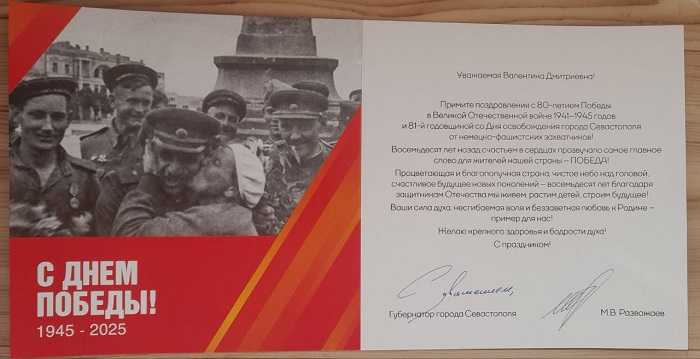 С ДНЕМ
ПОБЕДЫ!
1945 - 2025
Уважаемая Валентина Дмитриевна!
Примите поздравления с 80-летием Победы
в Великой Отечественной войне 1941–1945 годов
и 81-й годовщиной со Дня освобождения города Севастополя
от немецко-фашистских захватчиков!
Восемьдесят лет назад счастьем в сердцах прозвучало самое главное
слово для жителей нашей страны – ПОБЕДА!
Процветающая и благополучная страна, чистое небо над головой,
счастливое будущее новых поколений – восемьдесят лет благодаря
защитникам Отечества мы живем, растим детей, строим будущее!
Ваши сила духа, несгибаемая воля и беззаветная любовь к Родине –
пример для нас!
Желаю крепкого здоровья и бодрости духа!
С праздником!
С уважением,
Губернатор города Севастополя
М.В. Развожаев